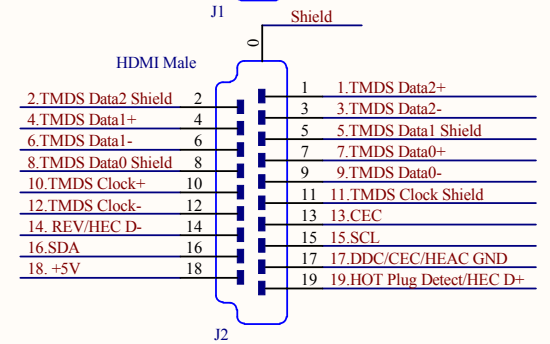 J1
Shield
0
HDMI Male
1 1.TMDS Data2+
2.TMDS Data2 Shield 2
3 3.TMDS Data2-
4.TMDS Data1+ 4
5 5.TMDS Data1 Shield
6.TMDS Data1- 6
7 7.TMDS Data0+
8.TMDS Data0 Shield 8
9 9.TMDS Data0-
10.TMDS Clock+ 10
11 11.TMDS Clock Shield
12.TMDS Clock- 12
13 13.CEC
14. REV/HEC D- 14
15 15.SCL
16.SDA 16
17 17.DDC/CEC/HEAC GND
18. +5V 18
19 19.HOT Plug Detect/HEC D+
J2